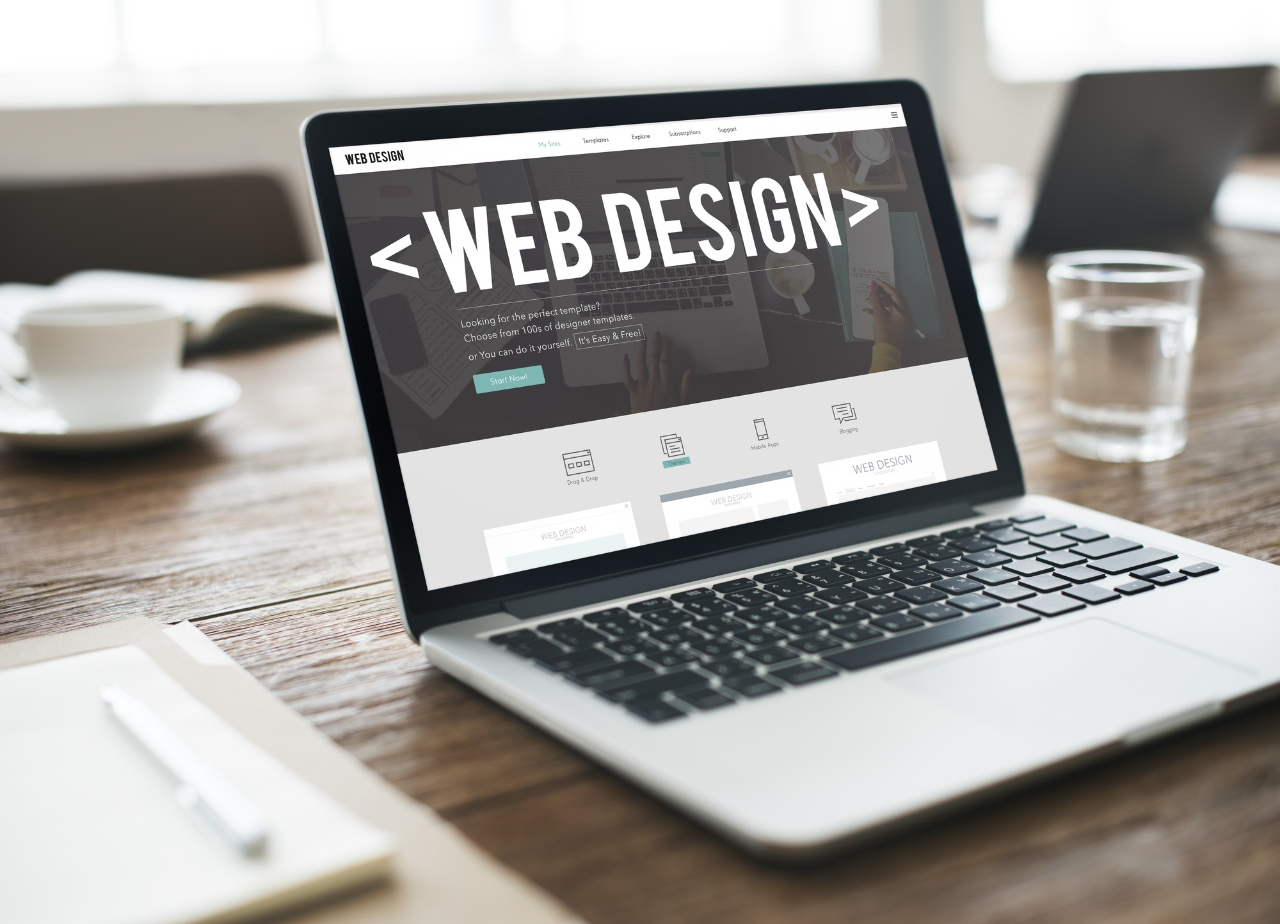 WEB DESIGN
My Sites
Templates
Explore
Subscriptions
Support
<WEB DESIGN>
Looking for the perfect template?
Choose from 100s of designer templates.
or You can do it yourself. It's Easy & Free!
Start Now!
Drag & Drop
Mobile Apps
Blogging
WEB DESIGN
WEB DESIGN
WEB DESIGN